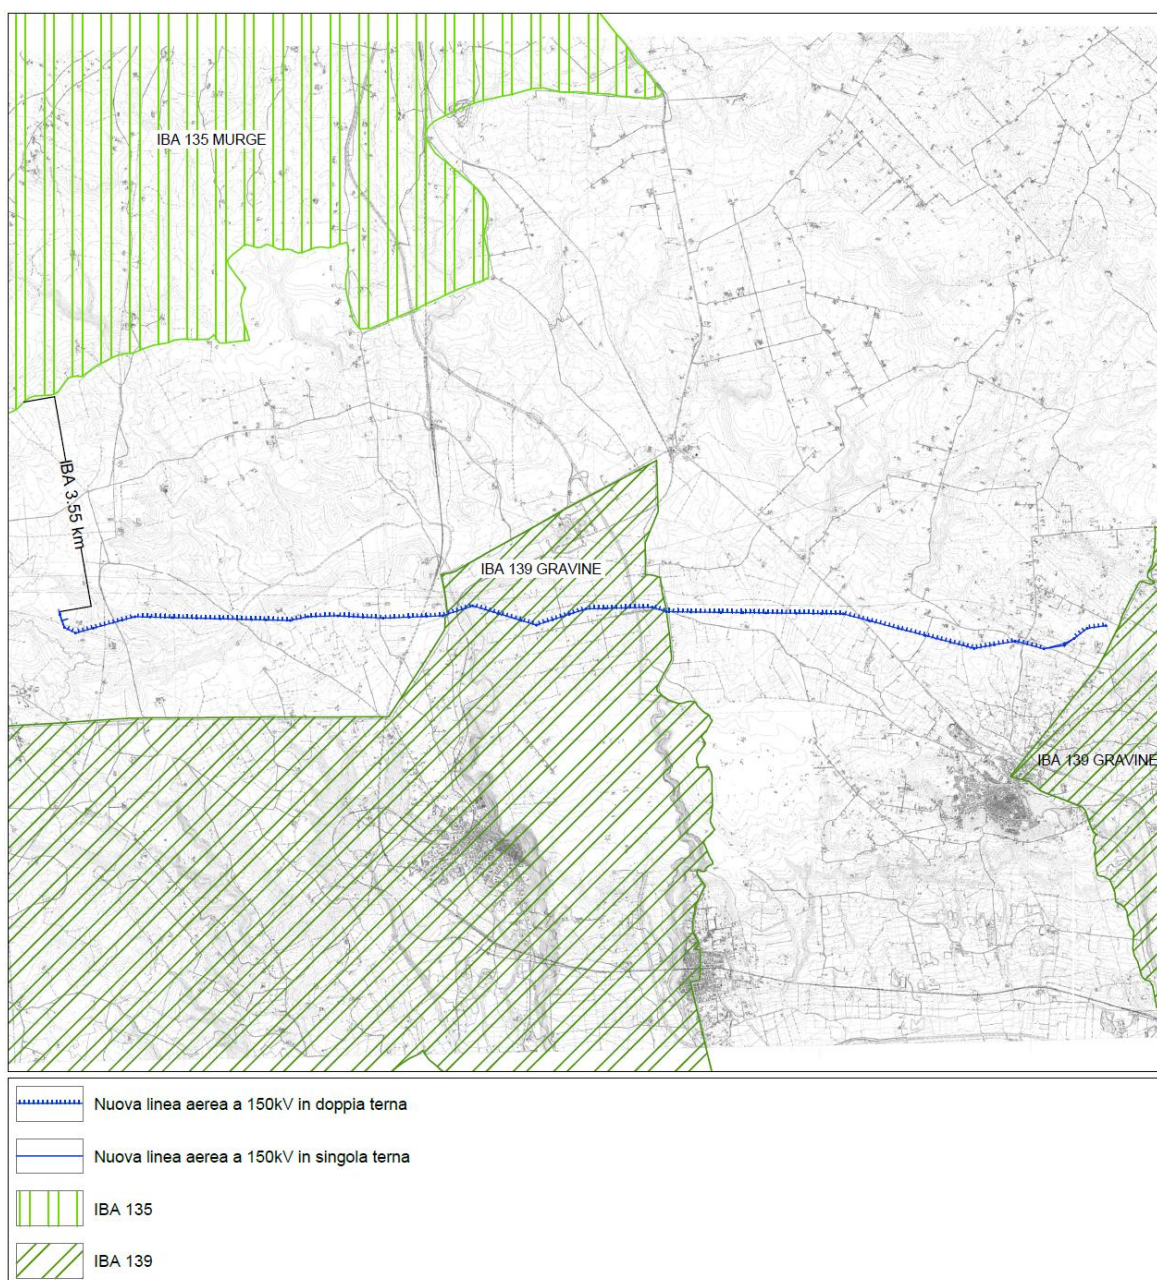 IBA 135 MURGE
IBA 3.55 km
IBA 139 GRAVINE
IBA 139 GRAVINE
Nuova linea aerea a 150kV in doppia terna
Nuova linea aerea a 150kV in singola terna
IBA 135
IBA 139